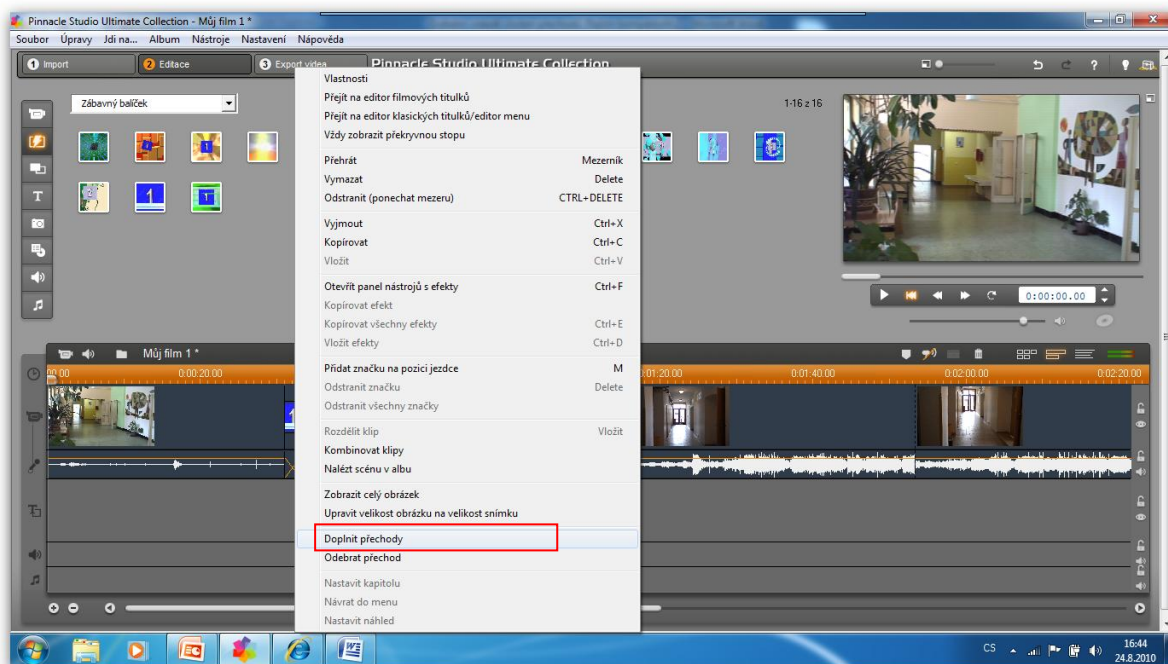 Pinnacle Studio Ultimate Collection - Můj film 1 *
Soubor Úpravy Jdi na... Album Nástroje Nastavení Nápověda
1 Import 2 Editace 3 Export videa Pinnacle Studio Ultimate Collection
Zábavný balíček
1-16 z 16
Vlastnosti
Přejít na editor filmových titulků
Přejít na editor klasických titulků/editor menu
Vždy zobrazit překryvnou stopu
Přehrát Mezerník
Vymazat Delete
Odstranit (ponechat mezeru) CTRL+DELETE
Vyjmout Ctrl+X
Kopírovat Ctrl+C
Vložit Ctrl+V
Otevřít panel nástrojů s efekty Ctrl+F
Kopírovat efekt
Kopírovat všechny efekty Ctrl+E
Vložit efekty Ctrl+D
Přidat značku na pozici jezdce M
Odstranit značku Delete
Odstranit všechny značky
Rozdělit klip Vložit
Kombinovat klipy
Nalézt scénu v albu
Zobrazit celý obrázek
Upravit velikost obrázku na velikost snímku
Doplnit přechody
Odebrat přechod
Nastavit kapitolu
Návrat do menu
Nastavit náhled
0:00:00.00
Můj film 1 *
0:00:20.00 :01:20.00 0:01:40.00 0:02:00.00 0:02:20.00
CS 16:44
24.8.2010